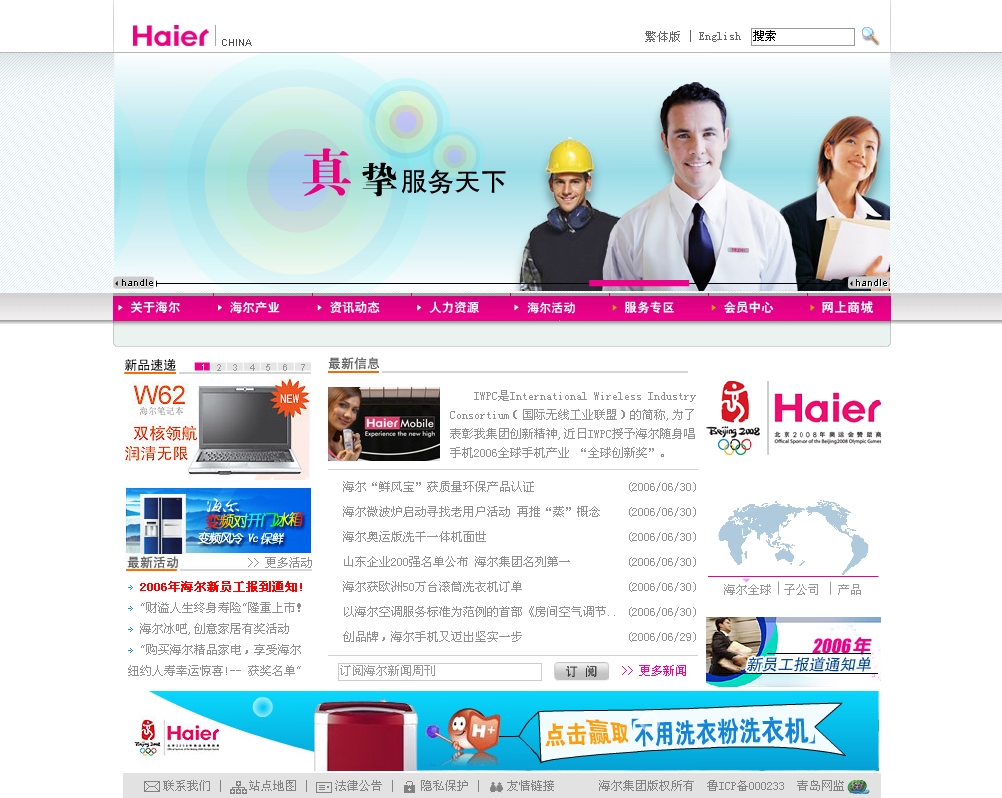 Haier CHINA
繁体版 | English 搜索
真挚服务天下
handle handle
关于海尔 海尔产业 资讯动态 人力资源 海尔活动 服务专区 会员中心 网上商城
新品速递 1 2 3 4 5 6 7
W62
海尔笔记本
NEW
双核领航
润清无限
海尔
变频对开门冰箱
变频风冷 Vc保鲜
最新活动 >> 更多活动
2006年海尔新员工报到通知!
“财溢人生终身寿险”隆重上市!
海尔冰吧,创意家居有奖活动
“购买海尔精品家电，享受海尔
纽约人寿幸运惊喜!-- 获奖名单“
最新信息
Haier Mobile
Experience the new high
IWPC是International Wireless Industry
Consortium（国际无线工业联盟）的简称,为了
表彰我集团创新精神,近日IWPC授予海尔随身唱
手机2006全球手机产业 “全球创新奖”。
海尔“鲜风宝”获质量环保产品认证 (2006/06/30)
海尔微波炉启动寻找老用户活动 再推“蒸”概念 (2006/06/30)
海尔奥运版洗干一体机面世 (2006/06/30)
山东企业200强名单公布 海尔集团名列第一 (2006/06/30)
海尔获欧洲50万台滚筒洗衣机订单 (2006/06/30)
以海尔空调服务标准为范例的首部《房间空气调节.. (2006/06/30)
创品牌，海尔手机又迈出坚实一步 (2006/06/29)
订阅海尔新闻周刊 订 阅 >> 更多新闻
Beijing 2008
Haier
北京2008年奥运会赞助商
Official Sponsor of the Beijing 2008 Olympic Games
海尔全球 | 子公司 | 产品
2006年
新员工报道通知单
Beijing 2008
Haier
H+
点击赢取「不用洗衣粉洗衣机」
联系我们 | 站点地图 | 法律公告 | 隐私保护 | 友情链接 海尔集团版权所有 鲁ICP备000233 青岛网监